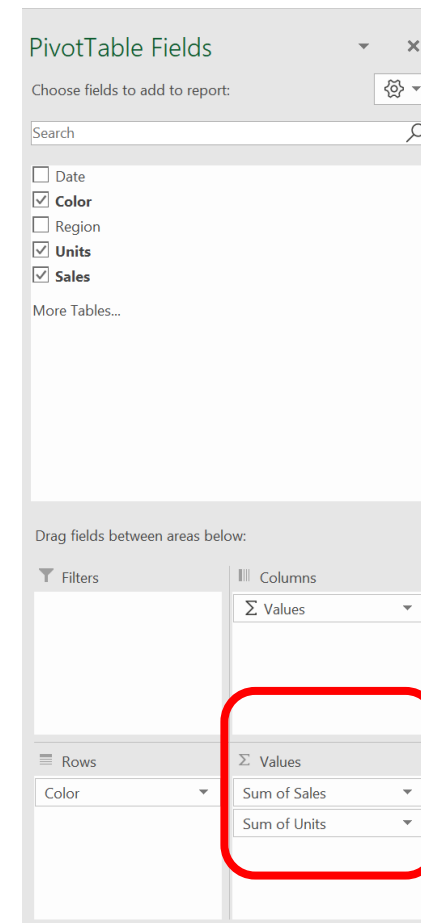 PivotTable Fields
Choose fields to add to report:
Search
Date
Color
Region
Units
Sales
More Tables...
Drag fields between areas below:
Filters
Columns
Σ Values
Rows
Σ Values
Color
Sum of Sales
Sum of Units